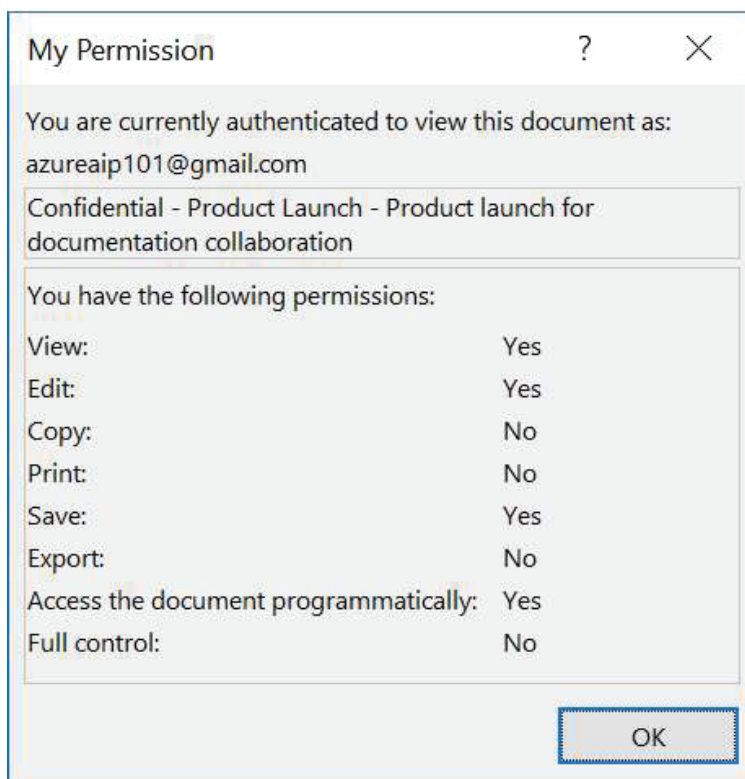 My Permission ? ×
You are currently authenticated to view this document as:
azureaip101@gmail.com
Confidential - Product Launch - Product launch for
documentation collaboration
You have the following permissions:
View: Yes
Edit: Yes
Copy: No
Print: No
Save: Yes
Export: No
Access the document programmatically: Yes
Full control: No
OK